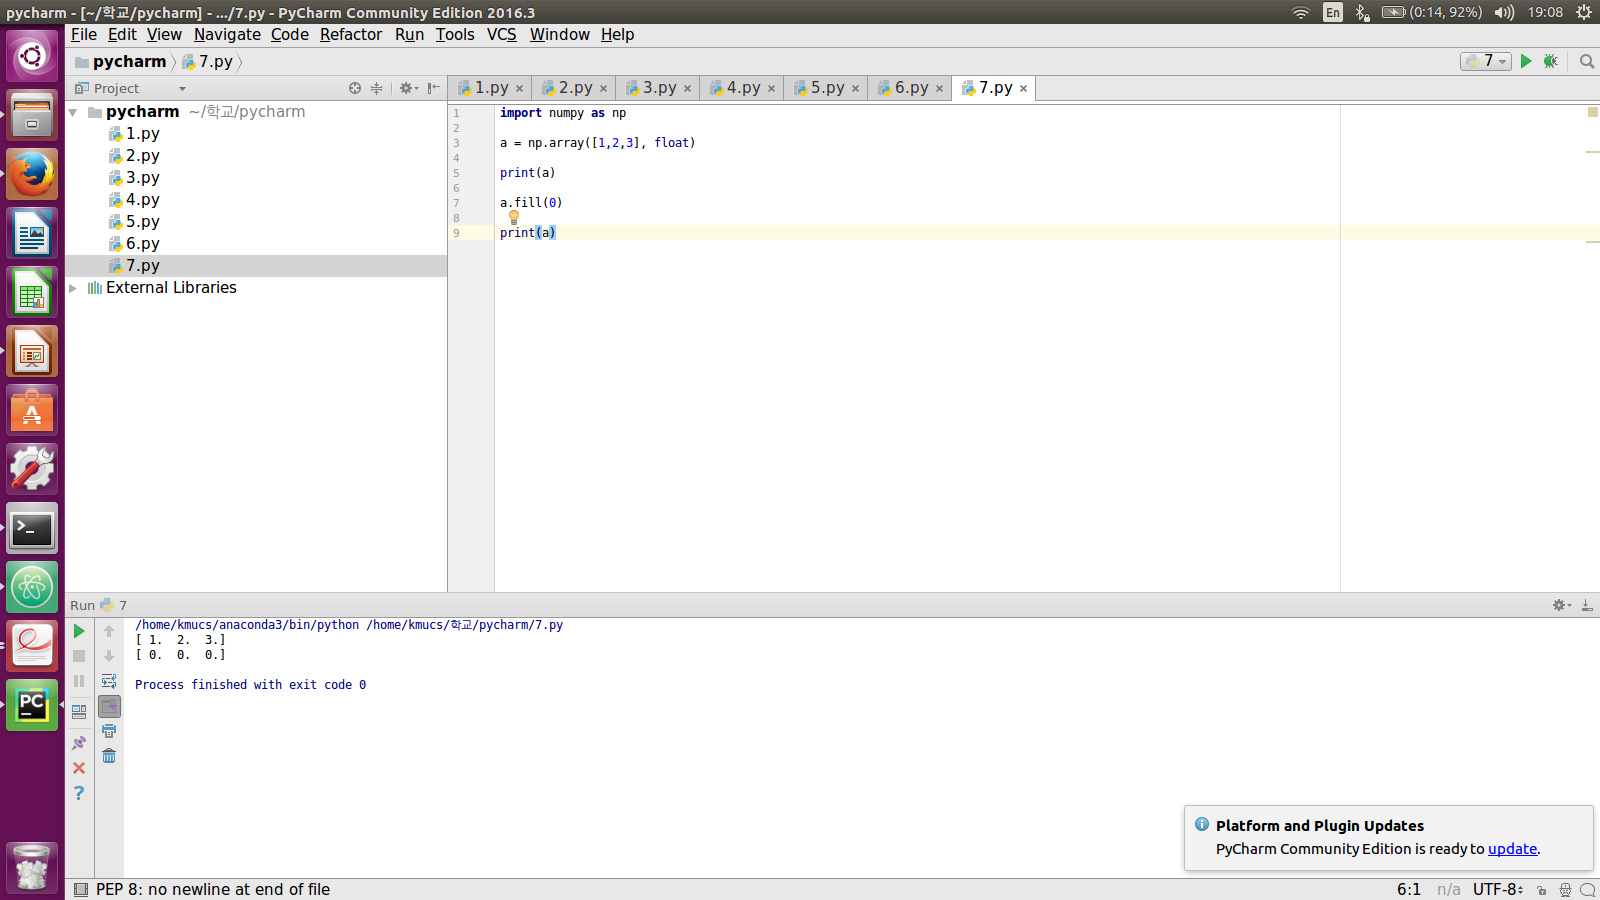 pycharm - [~/학교/pycharm] - .../7.py - PyCharm Community Edition 2016.3
En (0:14, 92%) 19:08
File Edit View Navigate Code Refactor Run Tools VCS Window Help
pycharm 7.py
7
Project
1.py 2.py 3.py 4.py 5.py 6.py 7.py
pycharm ~/학교/pycharm
1.py
2.py
3.py
4.py
5.py
6.py
7.py
External Libraries
1 import numpy as np
2
3 a = np.array([1,2,3], float)
4
5 print(a)
6
7 a.fill(0)
8
9 print(a)
Run 7
/home/kmucs/anaconda3/bin/python /home/kmucs/학교/pycharm/7.py
[ 1.  2.  3.]
[ 0.  0.  0.]
Process finished with exit code 0
PC
Platform and Plugin Updates
PyCharm Community Edition is ready to update.
PEP 8: no newline at end of file
6:1 n/a UTF-8